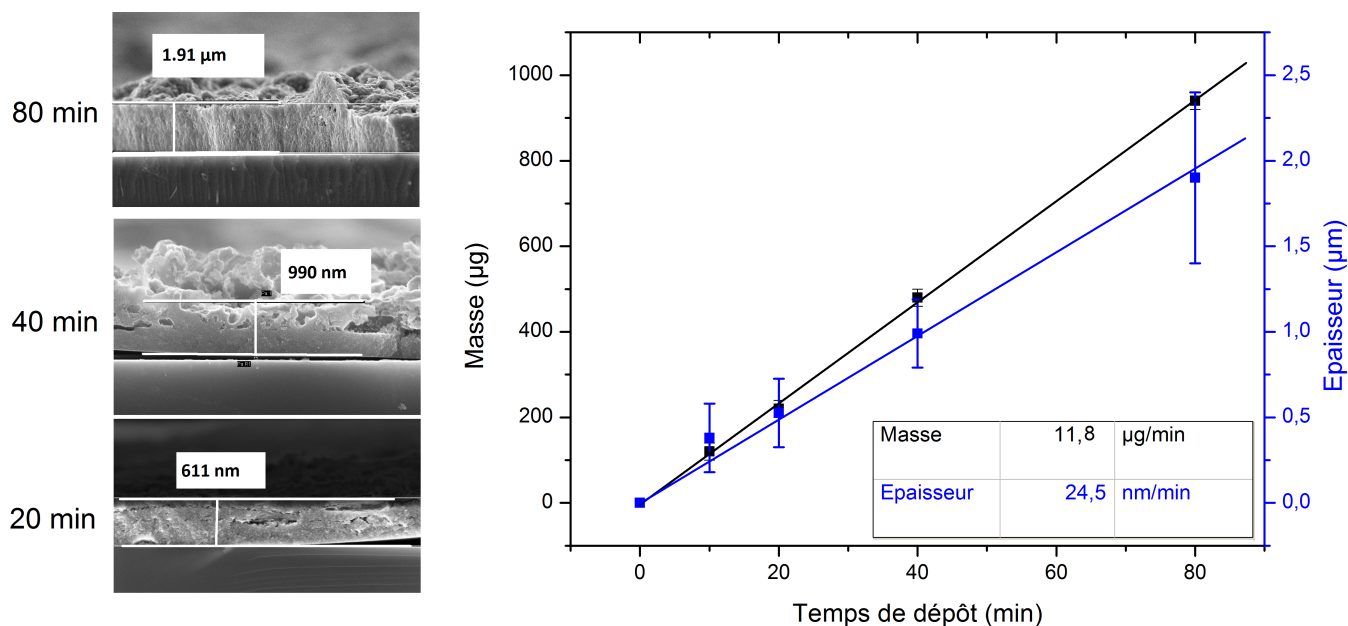 80 min
1.91 µm
40 min
990 nm
20 min
611 nm
Masse (µg)
1000
800
600
400
200
0
0
20
40
60
80
Temps de dépôt (min)
2,5
2,0
1,5
1,0
0,5
0,0
Epaisseur (µm)
Masse 11,8 µg/min
Epaisseur 24,5 nm/min